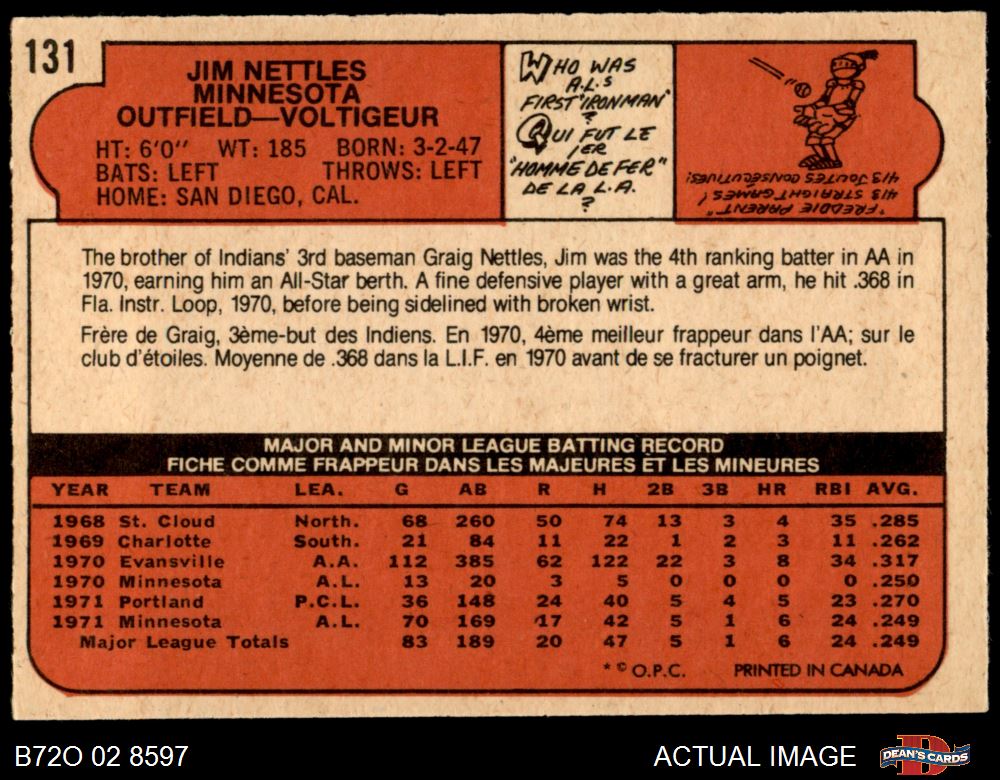 131
JIM NETTLES
MINNESOTA
OUTFIELD—VOLTIGEUR
HT: 6'0" WT: 185 BORN: 3-2-47
BATS: LEFT THROWS: LEFT
HOME: SAN DIEGO, CAL.
WHO WAS
A.L.'S
FIRST "IRONMAN"
?
QUI FUT LE
1ER
"HOMME DE FER"
DE LA L.A.
?
"FREDDIE PARENT"
413 STRAIGHT GAMES!
413 JOUTES CONSÉCUTIVES!
The brother of Indians' 3rd baseman Graig Nettles, Jim was the 4th ranking batter in AA in
1970, earning him an All-Star berth. A fine defensive player with a great arm, he hit .368 in
Fla. Instr. Loop, 1970, before being sidelined with broken wrist.
Frère de Graig, 3ème-but des Indiens. En 1970, 4ème meilleur frappeur dans l'AA; sur le
club d'étoiles. Moyenne de .368 dans la L.I.F. en 1970 avant de se fracturer un poignet.
MAJOR AND MINOR LEAGUE BATTING RECORD
FICHE COMME FRAPPEUR DANS LES MAJEURES ET LES MINEURES
YEAR TEAM LEA. G AB R H 2B 3B HR RBI AVG.
1968 St. Cloud North. 68 260 50 74 13 3 4 35 .285
1969 Charlotte South. 21 84 11 22 1 2 3 11 .262
1970 Evansville A.A. 112 385 62 122 22 3 8 34 .317
1970 Minnesota A.L. 13 20 3 5 0 0 0 0 .250
1971 Portland P.C.L. 36 148 24 40 5 4 5 23 .270
1971 Minnesota A.L. 70 169 17 42 5 1 6 24 .249
Major League Totals 83 189 20 47 5 1 6 24 .249
* © O.P.C. PRINTED IN CANADA
B72O 02 8597 ACTUAL IMAGE DEAN'S CARDS